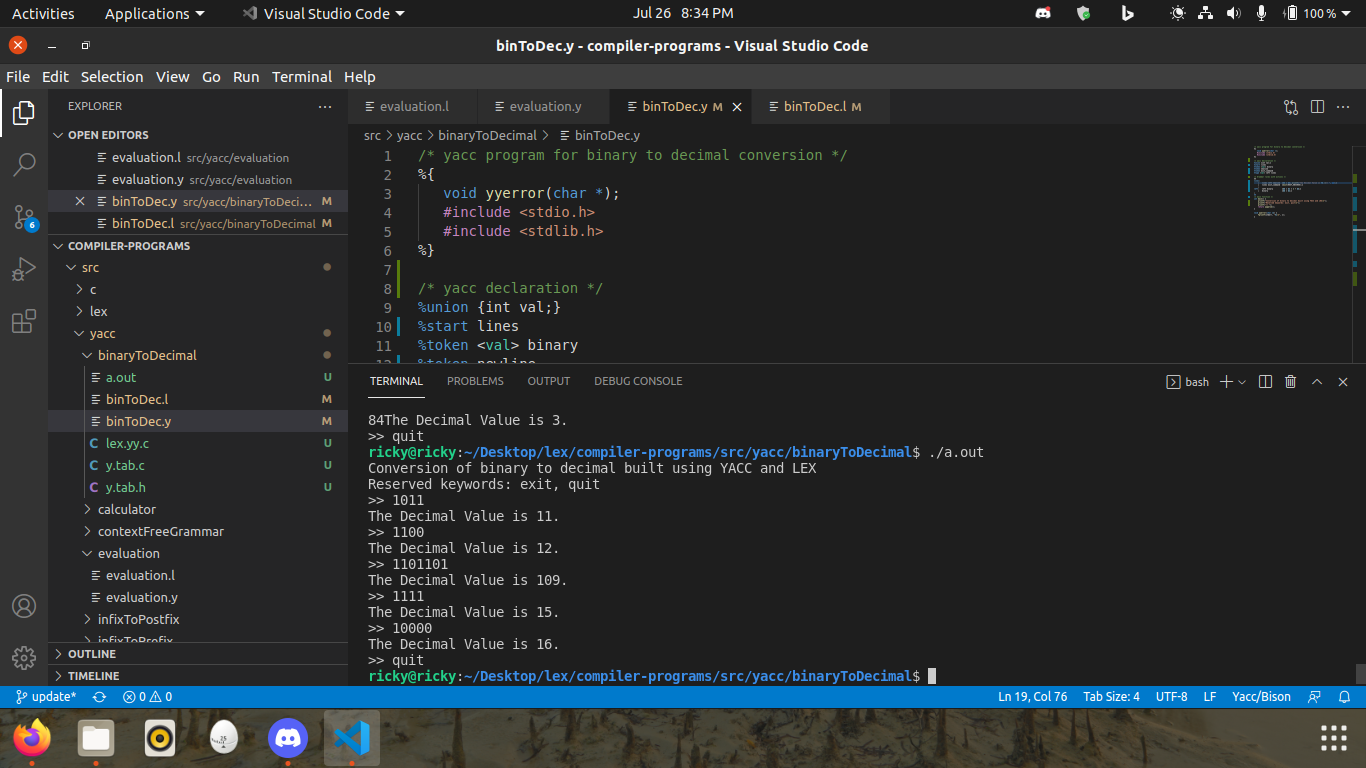 Activities Applications Visual Studio Code Jul 26 8:34 PM 100 %
binToDec.y - compiler-programs - Visual Studio Code
File Edit Selection View Go Run Terminal Help
EXPLORER
OPEN EDITORS
evaluation.l src/yacc/evaluation
evaluation.y src/yacc/evaluation
binToDec.y src/yacc/binaryToDeci... M
binToDec.l src/yacc/binaryToDecimal M
COMPILER-PROGRAMS
src
c
lex
yacc
binaryToDecimal
a.out U
binToDec.l M
binToDec.y M
lex.yy.c U
y.tab.c U
y.tab.h U
calculator
contextFreeGrammar
evaluation
evaluation.l
evaluation.y
infixToPostfix
infixToPrefix
OUTLINE
TIMELINE
6
evaluation.l evaluation.y binToDec.y M binToDec.l M
src > yacc > binaryToDecimal > binToDec.y
1 /* yacc program for binary to decimal conversion */
2 %{
3 void yyerror(char *);
4 #include <stdio.h>
5 #include <stdlib.h>
6 %}
7
8 /* yacc declaration */
9 %union {int val;}
10 %start lines
11 %token <val> binary
12 %token newline
TERMINAL PROBLEMS OUTPUT DEBUG CONSOLE bash
84The Decimal Value is 3.
>> quit
ricky@ricky:~/Desktop/lex/compiler-programs/src/yacc/binaryToDecimal$ ./a.out
Conversion of binary to decimal built using YACC and LEX
Reserved keywords: exit, quit
>> 1011
The Decimal Value is 11.
>> 1100
The Decimal Value is 12.
>> 1101101
The Decimal Value is 109.
>> 1111
The Decimal Value is 15.
>> 10000
The Decimal Value is 16.
>> quit
ricky@ricky:~/Desktop/lex/compiler-programs/src/yacc/binaryToDecimal$
update* 0 0 Ln 19, Col 76 Tab Size: 4 UTF-8 LF Yacc/Bison